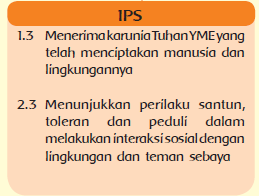 IPS
1.3 Menerima karunia Tuhan YME yang
telah menciptakan manusia dan
lingkungannya
2.3 Menunjukkan perilaku santun,
toleran dan peduli dalam
melakukan interaksi sosial dengan
lingkungan dan teman sebaya